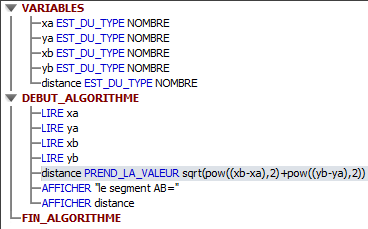 VARIABLES
xa EST_DU_TYPE NOMBRE
ya EST_DU_TYPE NOMBRE
xb EST_DU_TYPE NOMBRE
yb EST_DU_TYPE NOMBRE
distance EST_DU_TYPE NOMBRE
DEBUT_ALGORITHME
LIRE xa
LIRE ya
LIRE xb
LIRE yb
distance PREND_LA_VALEUR sqrt(pow((xb-xa),2)+pow((yb-ya),2))
AFFICHER "le segment AB="
AFFICHER distance
FIN_ALGORITHME